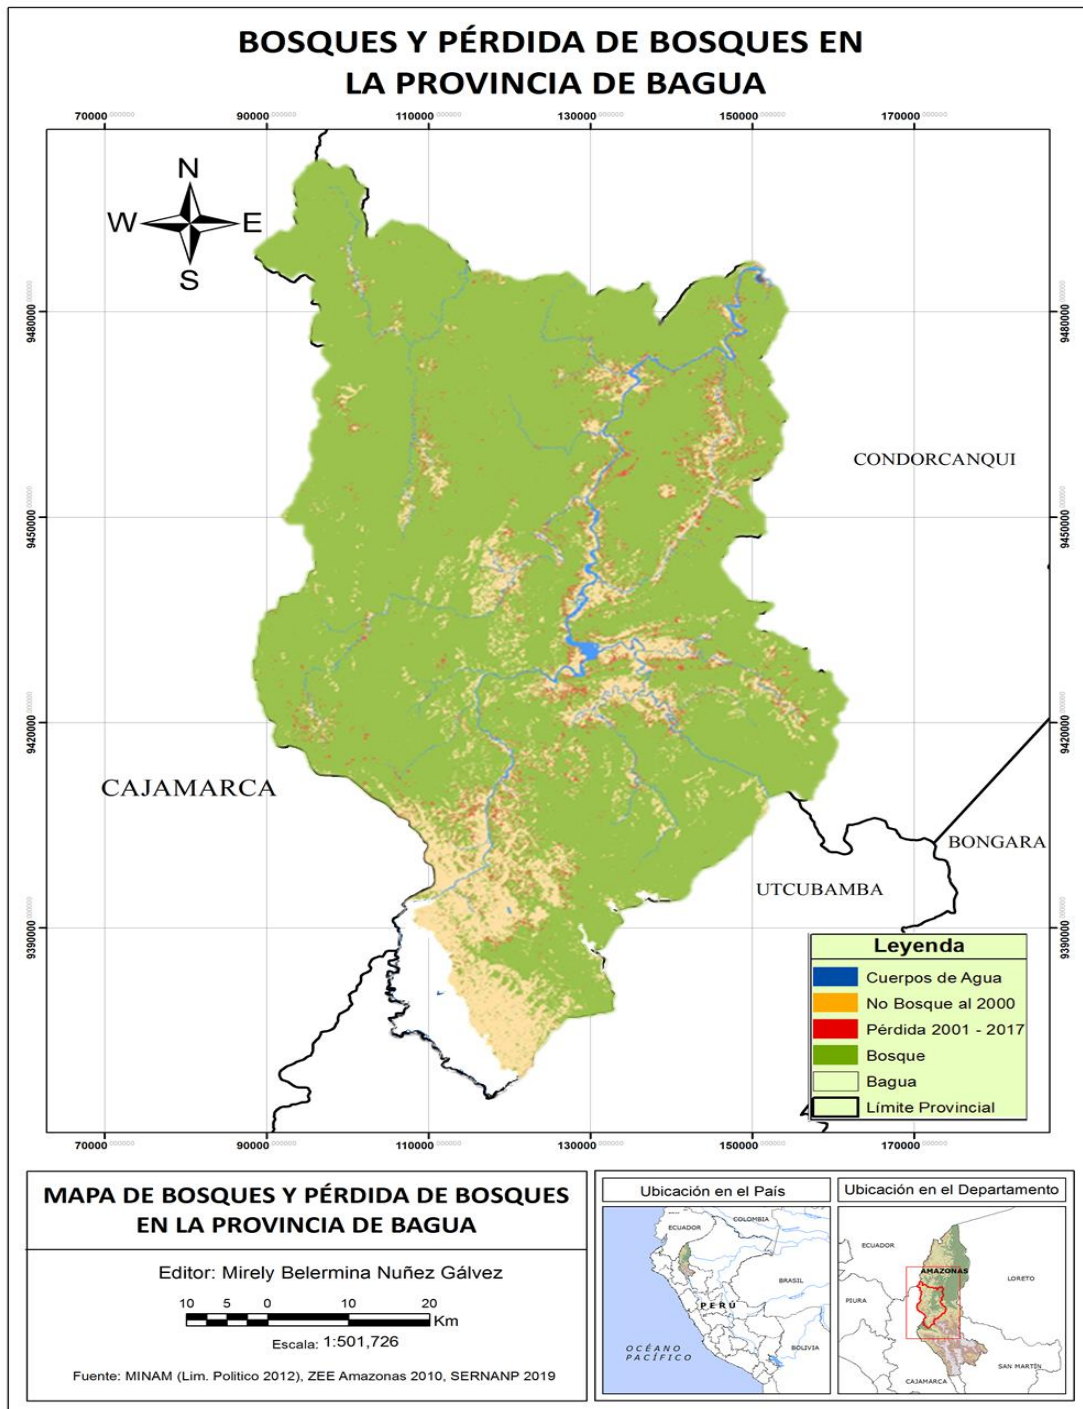 BOSQUES Y PÉRDIDA DE BOSQUES EN
LA PROVINCIA DE BAGUA
70000 90000 110000 130000 150000 170000
N
W E
S
9480000 9480000
CONDORCANQUI
9450000 9450000
9420000 9420000
CAJAMARCA
BONGARA
UTCUBAMBA
9390000 9390000
Leyenda
Cuerpos de Agua
No Bosque al 2000
Pérdida 2001 - 2017
Bosque
Bagua
Límite Provincial
70000 90000 110000 130000 150000 170000
MAPA DE BOSQUES Y PÉRDIDA DE BOSQUES
EN LA PROVINCIA DE BAGUA
Editor: Mirely Belermina Nuñez Gálvez
10 5 0 10 20
Km
Escala: 1:501,726
Fuente: MINAM (Lim. Politico 2012), ZEE Amazonas 2010, SERNANP 2019
Ubicación en el País
ECUADOR
COLOMBIA
BRASIL
PERÚ
OCÉANO
PACÍFICO
BOLIVIA
Ubicación en el Departamento
ECUADOR
AMAZONAS
LORETO
PIURA
SAN MARTÍN
CAJAMARCA